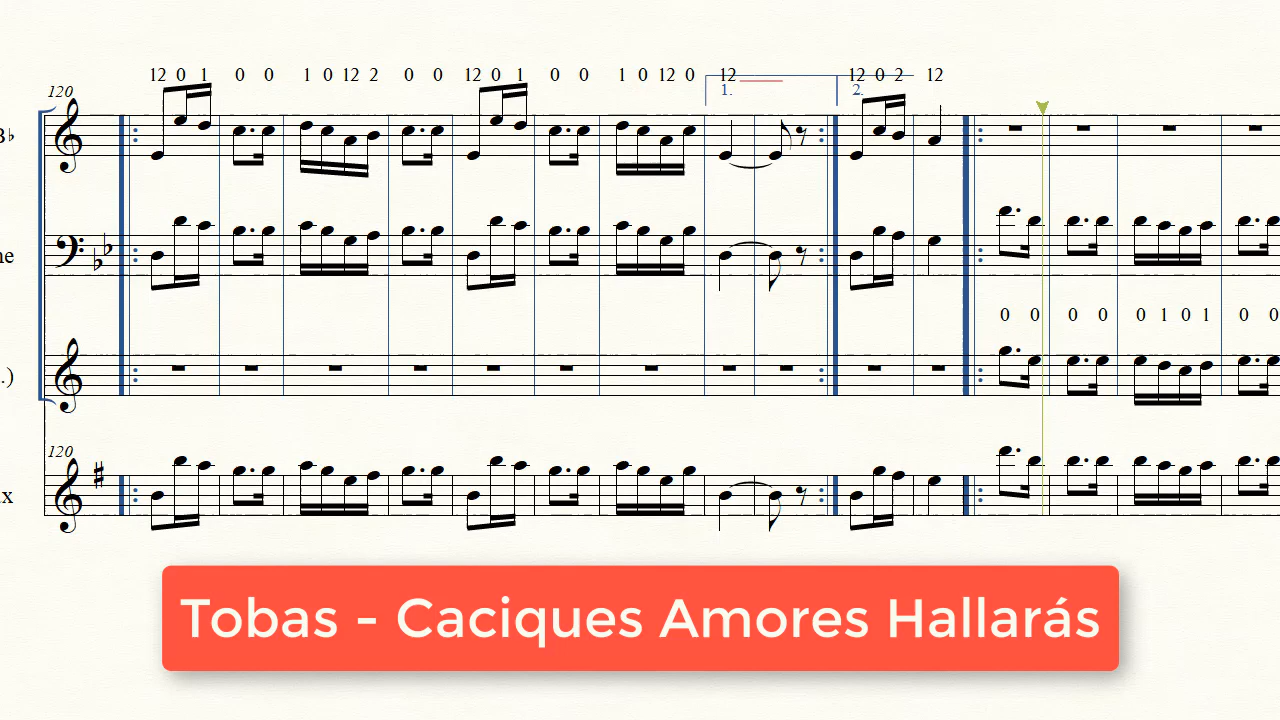 12 0 1 0 0 1 0 12 2 0 0 12 0 1 0 0 1 0 12 0 12 12 0 2 12
120
1. 2.
B♭
ne
0 0 0 0 0 1 0 1 0 0
.)
120
x
Tobas - Caciques Amores Hallarás